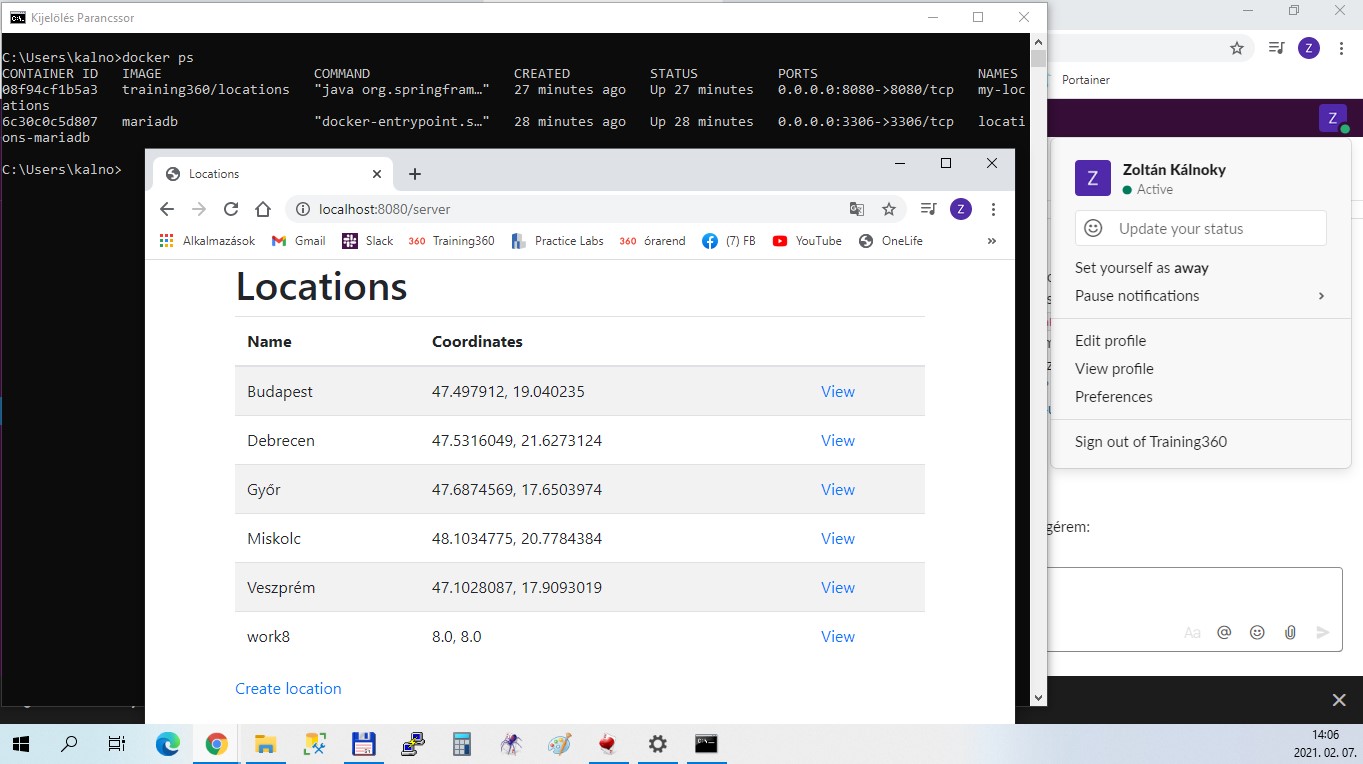 Kijelölés Parancssor
C:\Users\kalno>docker ps
CONTAINER ID IMAGE COMMAND CREATED STATUS PORTS NAMES
08f94cf1b5a3 training360/locations "java org.springfram…" 27 minutes ago Up 27 minutes 0.0.0.0:8080->8080/tcp my-loc
ations
6c30c0c5d807 mariadb "docker-entrypoint.s…" 28 minutes ago Up 28 minutes 0.0.0.0:3306->3306/tcp locati
ons-mariadb
C:\Users\kalno>
Locations
localhost:8080/server
Z
Alkalmazások Gmail Slack 360 Training360 Practice Labs 360 órarend (7) FB YouTube OneLife »
Locations
Name Coordinates
Budapest 47.497912, 19.040235 View
Debrecen 47.5316049, 21.6273124 View
Győr 47.6874569, 17.6503974 View
Miskolc 48.1034775, 20.7784384 View
Veszprém 47.1028087, 17.9093019 View
work8 8.0, 8.0 View
Create location
Z
Portainer
Z
Z
Zoltán Kálnoky
Active
Update your status
Set yourself as away
Pause notifications
Edit profile
View profile
Preferences
Sign out of Training360
gérem:
Aa
14:06
2021. 02. 07.